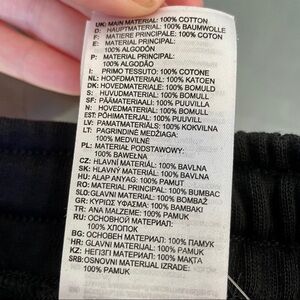 UK: MAIN MATERIAL: 100% COTTON
D: HAUPTMATERIAL: 100% BAUMWOLLE
F: MATIERE PRINCIPALE: 100% COTON
E: MATERIAL PRINCIPAL:
100% ALGODÓN
P: MATERIAL PRINCIPAL:
100% ALGODÃO
I: PRIMO TESSUTO: 100% COTONE
NL: HOOFMATERIAAL: 100% KATOEN
DK: HOVEDMATERIALE: 100% BOMULD
S: HUVUDMATERIAL: 100% BOMULL
SF: PÄÄMATERIAALI: 100% PUUVILLA
N: HOVEDMATERIAL: 100% BOMULL
EST: PÕHIMATERJAL: 100% PUUVILL
LV: PAMATMATERIĀLS: 100% KOKVILNA
LT: PAGRINDINĖ MEDŽIAGA:
100% MEDVILNĖ
PL: MATERIAŁ PODSTAWOWY:
100% BAWEŁNA
CZ: HLAVNÍ MATERIÁL: 100% BAVLNA
SK: HLAVNÝ MATERIÁL: 100% BAVLNA
HU: ALAP ANYAG: 100% PAMUT
RO: MATERIAL PRINCIPAL: 100% BUMBAC
SLO: GLAVNI MATERIAL: 100% BOMBAŽ
GR: ΚΥΡΙΩΣ ΥΦΑΣΜΑ: 100% ΒΑΜΒΑΚΙ
TR: ANA MALZEME: 100% PAMUK
RU: ОСНОВНОЙ МАТЕРИАЛ:
100% ХЛОПОК
BG: ОСНОВЕН МАТЕРИАЛ: 100% ПАМУК
HR: GLAVNI MATERIJAL: 100% PAMUK
KZ: НЕГІЗГІ МАТЕРИАЛ: 100% МАҚТА
SRB: OSNOVNI MATERIJAL IZRADE:
100% PAMUK